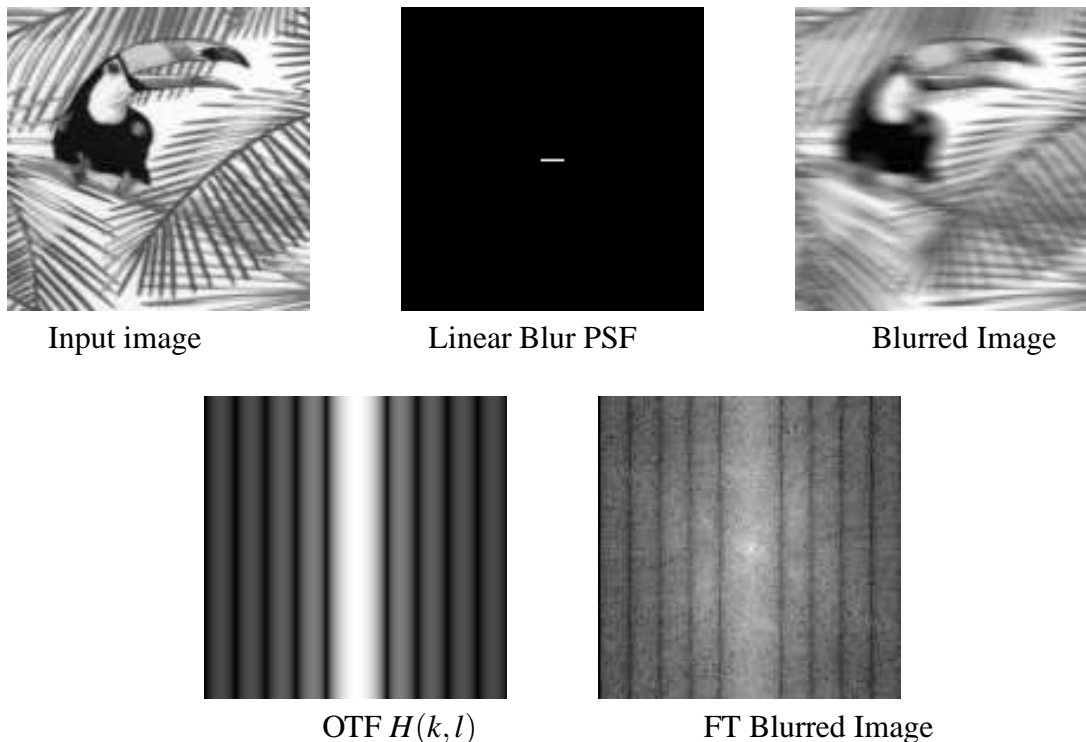 Input image
Linear Blur PSF
Blurred Image
OTF H(k,l)
FT Blurred Image